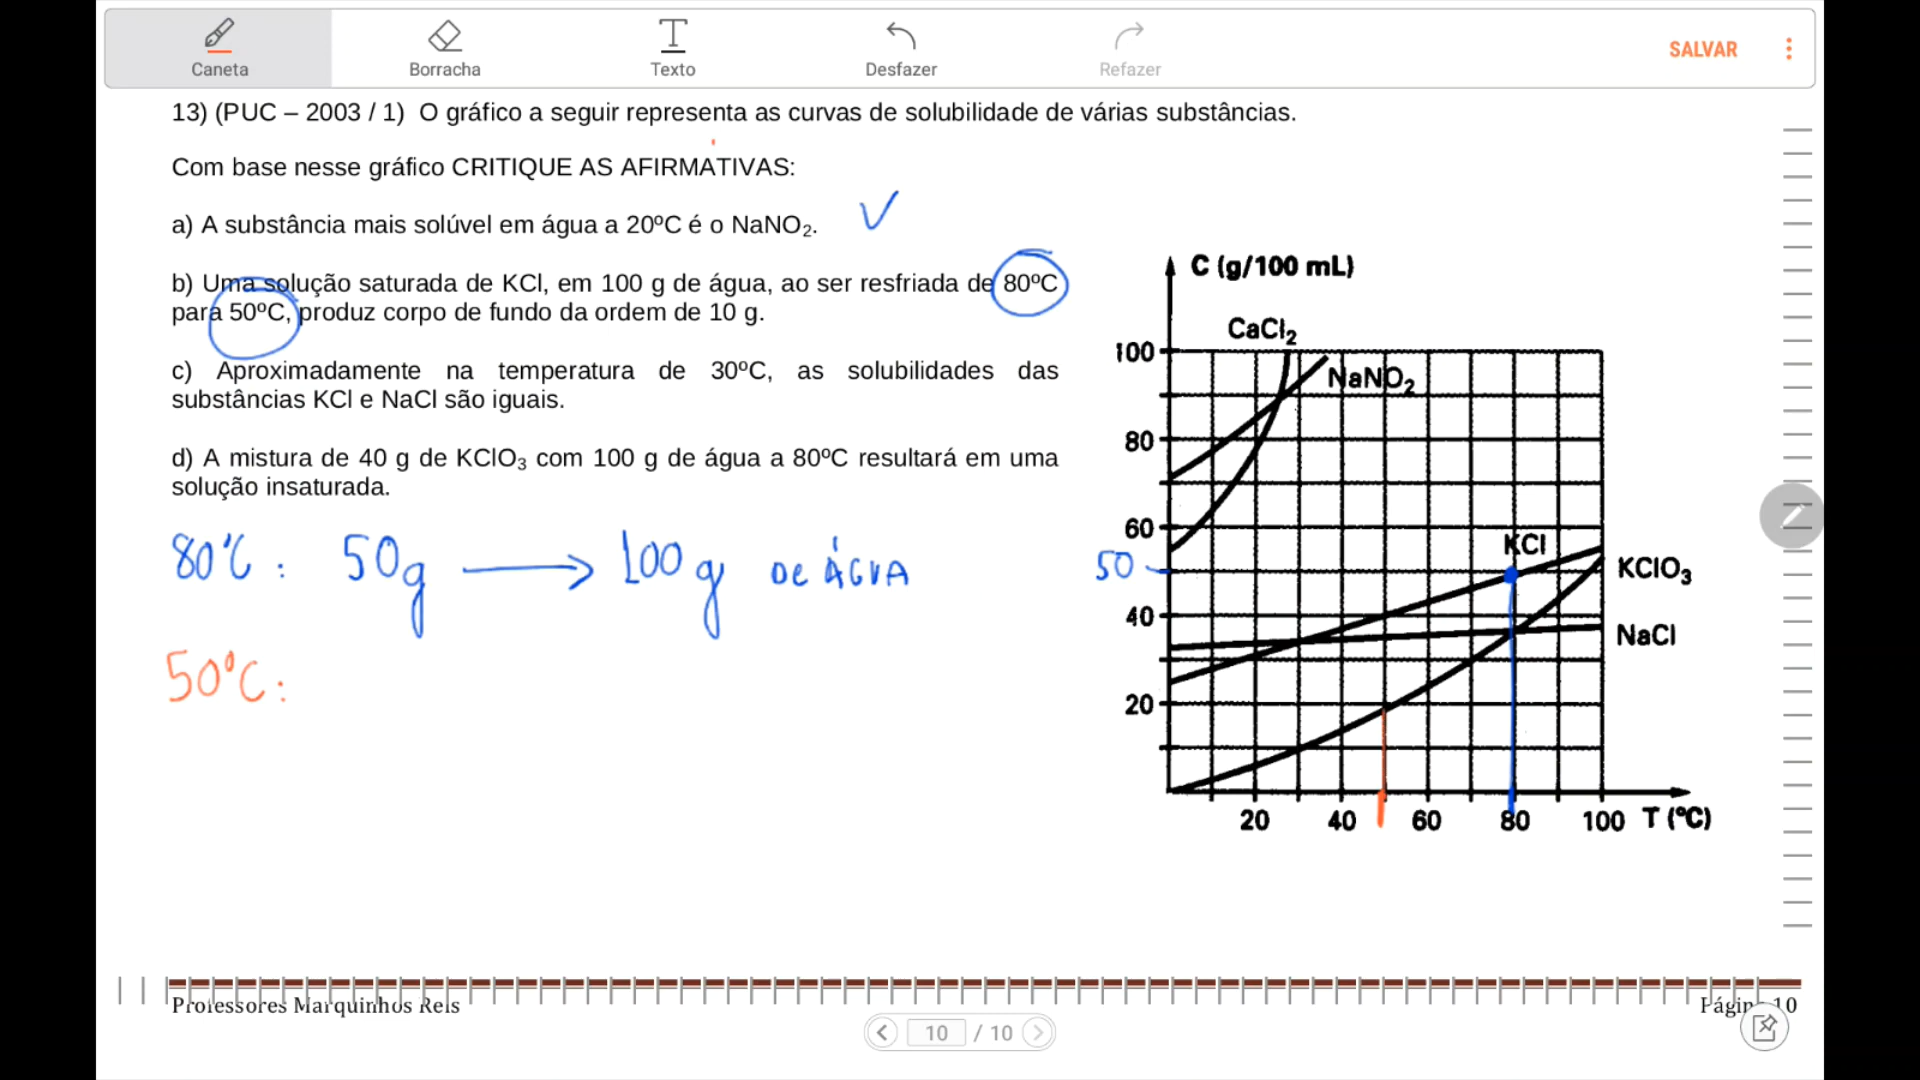 Caneta Borracha Texto Desfazer Refazer SALVAR
13) (PUC – 2003 / 1) O gráfico a seguir representa as curvas de solubilidade de várias substâncias.
Com base nesse gráfico CRITIQUE AS AFIRMATIVAS:
a) A substância mais solúvel em água a 20ºC é o NaNO₂.
b) Uma solução saturada de KCl, em 100 g de água, ao ser resfriada de 80ºC
para 50ºC, produz corpo de fundo da ordem de 10 g.
c) Aproximadamente na temperatura de 30ºC, as solubilidades das
substâncias KCl e NaCl são iguais.
d) A mistura de 40 g de KClO₃ com 100 g de água a 80ºC resultará em uma
solução insaturada.
80°C: 50g → 100g DE ÁGUA
50°C:
C (g/100 mL)
CaCl₂
100
NaNO₂
80
60
KCl
50
KClO₃
40
NaCl
20
20 40 60 80 100 T (ºC)
Professores Marquinhos Reis
Página 10
10 / 10